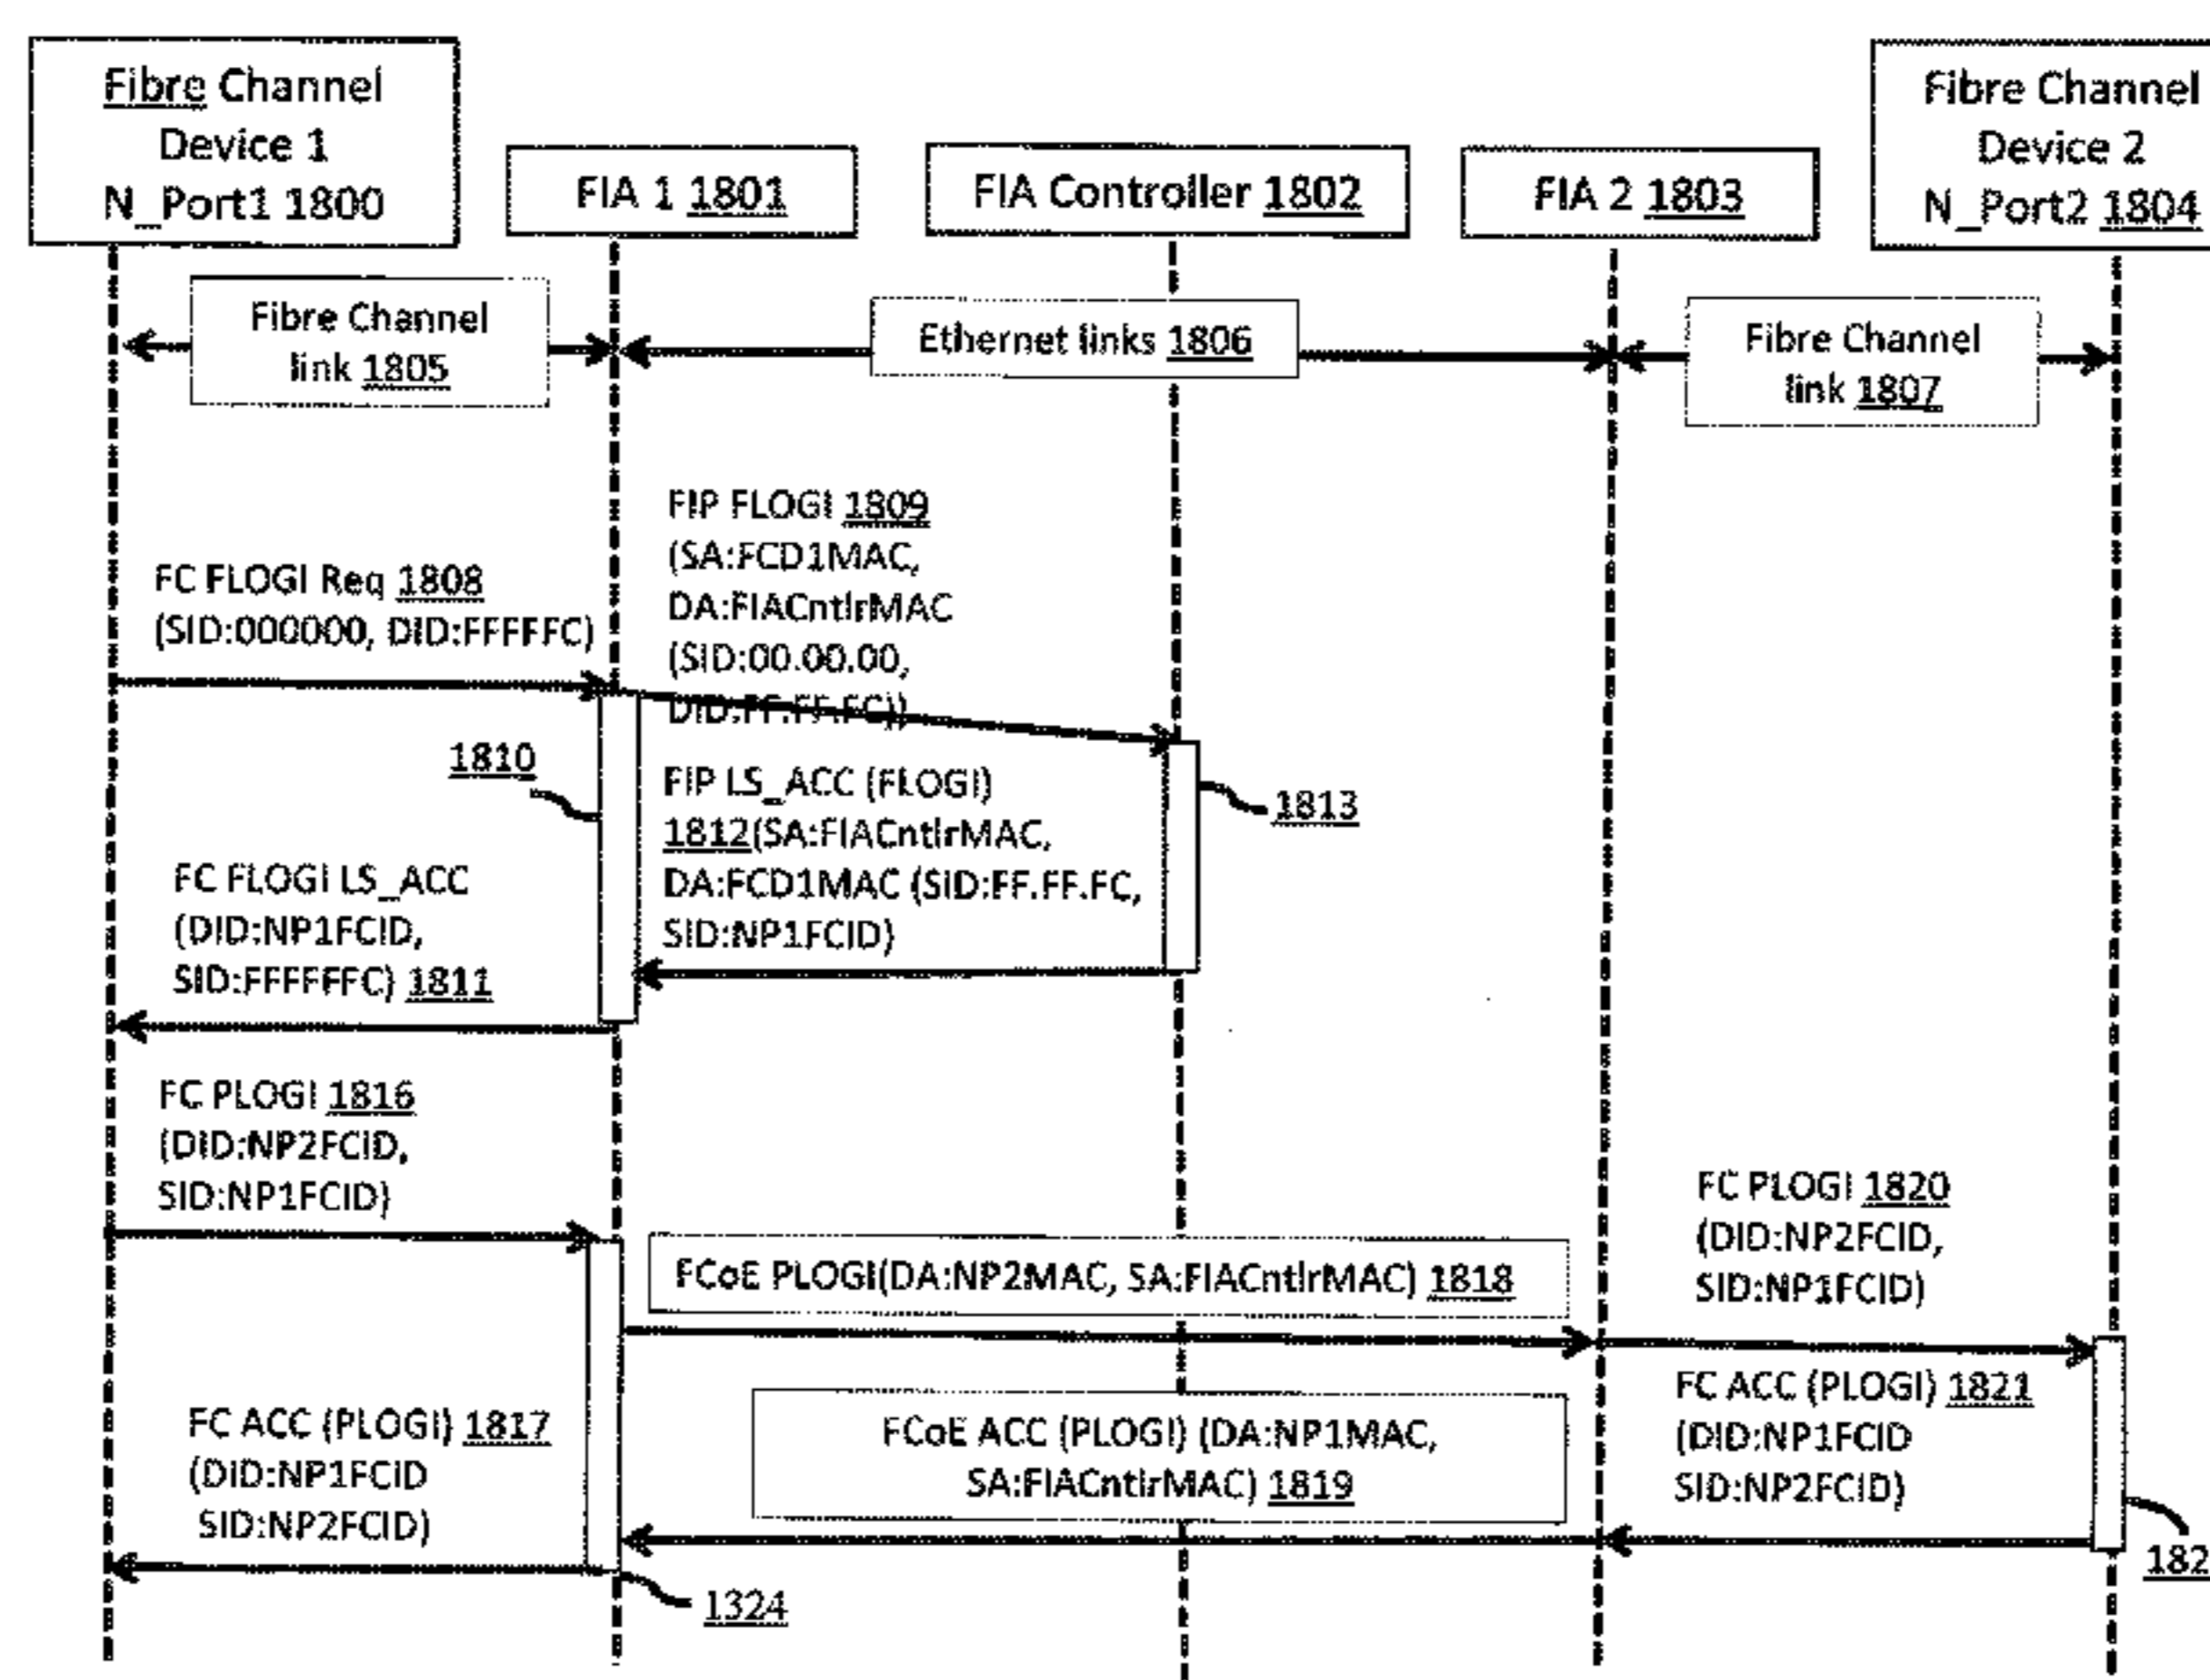 Fibre Channel
Device 1
N_Port1 1800
FIA 1 1801
FIA Controller 1802
FIA 2 1803
Fibre Channel
Device 2
N_Port2 1804
Fibre Channel
link 1805
Ethernet links 1806
Fibre Channel
link 1807
FIP FLOGI 1809
(SA:FCD1MAC,
DA:FIACntlrMAC
(SID:00.00.00,
DID:FF.FF.FC))
FC FLOGI Req 1808
(SID:000000, DID:FFFFFC)
1810
FIP LS_ACC (FLOGI)
1812(SA:FIACntlrMAC,
DA:FCD1MAC (SID:FF.FF.FC,
SID:NP1FCID)
1813
FC FLOGI LS_ACC
(DID:NP1FCID,
SID:FFFFFFC) 1811
FC PLOGI 1816
(DID:NP2FCID,
SID:NP1FCID)
FCoE PLOGI(DA:NP2MAC, SA:FIACntlrMAC) 1818
FC PLOGI 1820
(DID:NP2FCID,
SID:NP1FCID)
FC ACC (PLOGI) 1817
(DID:NP1FCID
SID:NP2FCID)
FCoE ACC (PLOGI) (DA:NP1MAC,
SA:FIACntlrMAC) 1819
FC ACC (PLOGI) 1821
(DID:NP1FCID
SID:NP2FCID)
182
1324